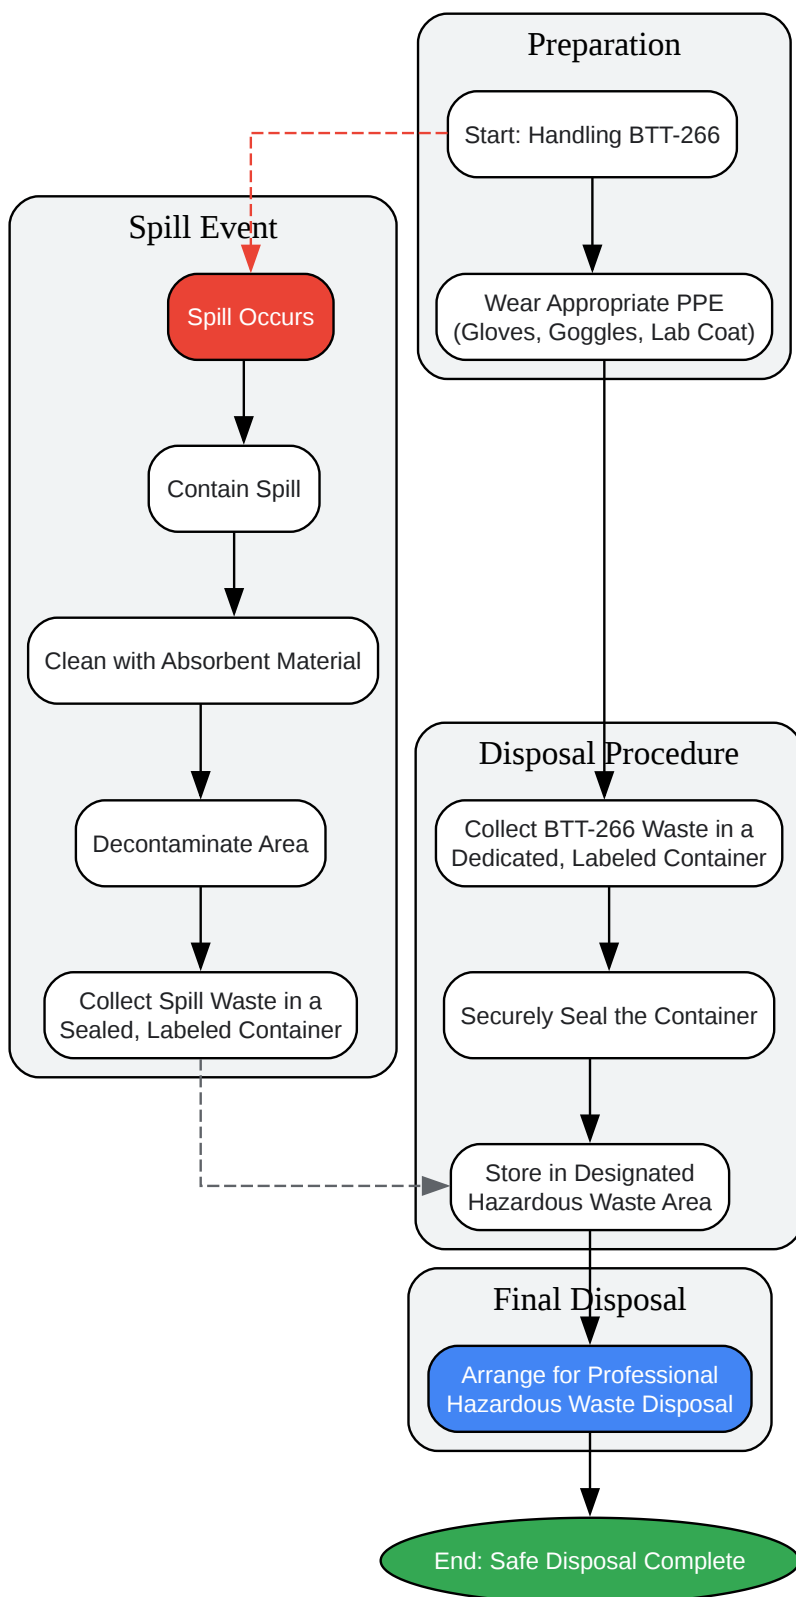 Preparation
Start: Handling BTT-266
Wear Appropriate PPE
(Gloves, Goggles, Lab Coat)
Spill Event
Spill Occurs
Contain Spill
Clean with Absorbent Material
Decontaminate Area
Collect Spill Waste in a
Sealed, Labeled Container
Disposal Procedure
Collect BTT-266 Waste in a
Dedicated, Labeled Container
Securely Seal the Container
Store in Designated
Hazardous Waste Area
Final Disposal
Arrange for Professional
Hazardous Waste Disposal
End: Safe Disposal Complete